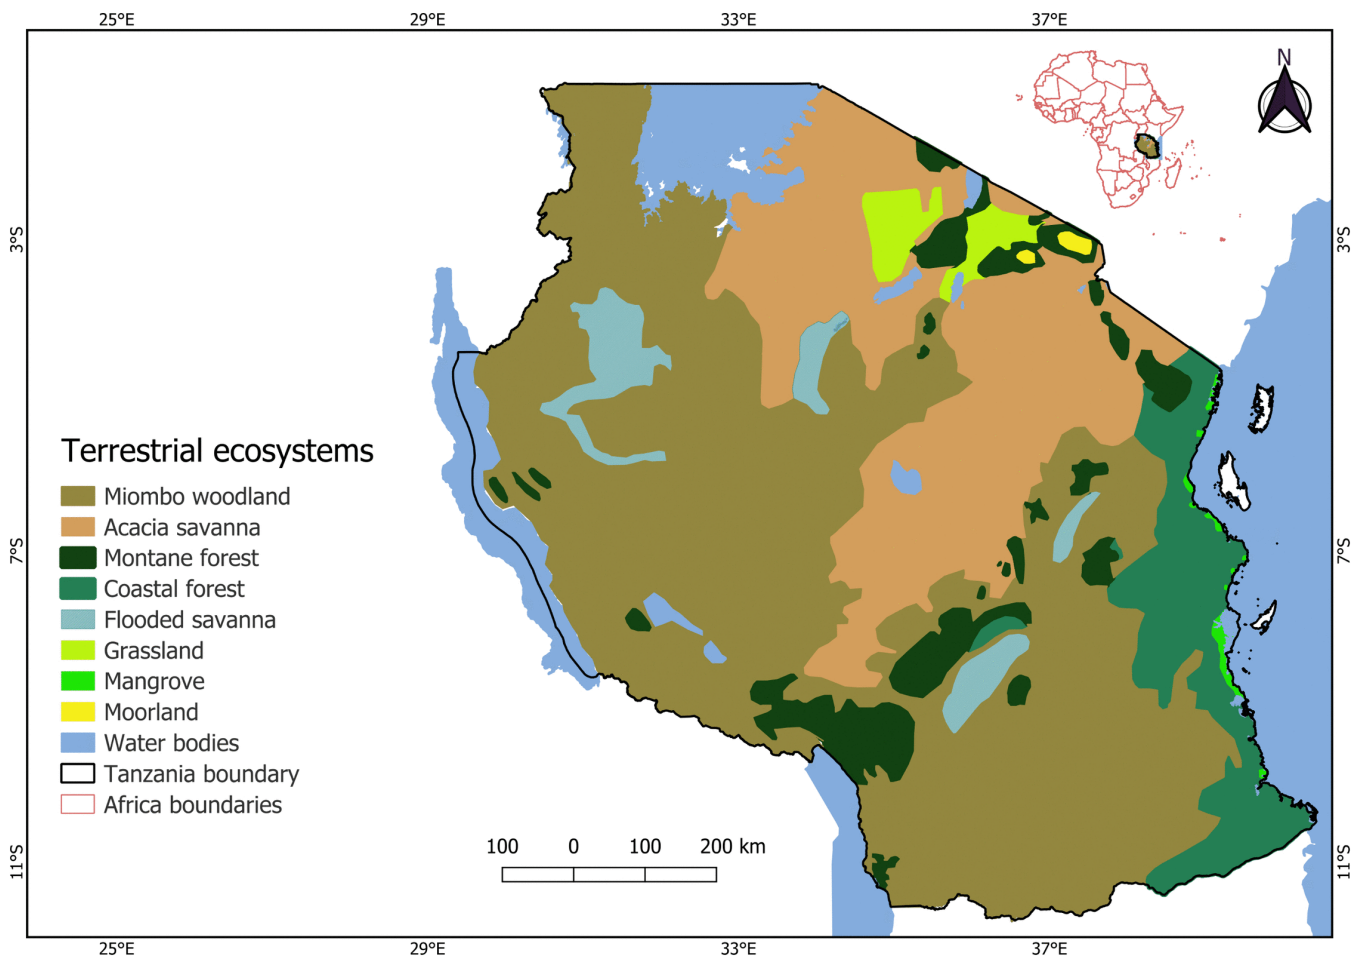 25°E 29°E 33°E 37°E
N
3°S 3°S
Terrestrial ecosystems
Miombo woodland
Acacia savanna
Montane forest
7°S 7°S
Coastal forest
Flooded savanna
Grassland
Mangrove
Moorland
Water bodies
Tanzania boundary
Africa boundaries
100 0 100 200 km
11°S 11°S
25°E 29°E 33°E 37°E